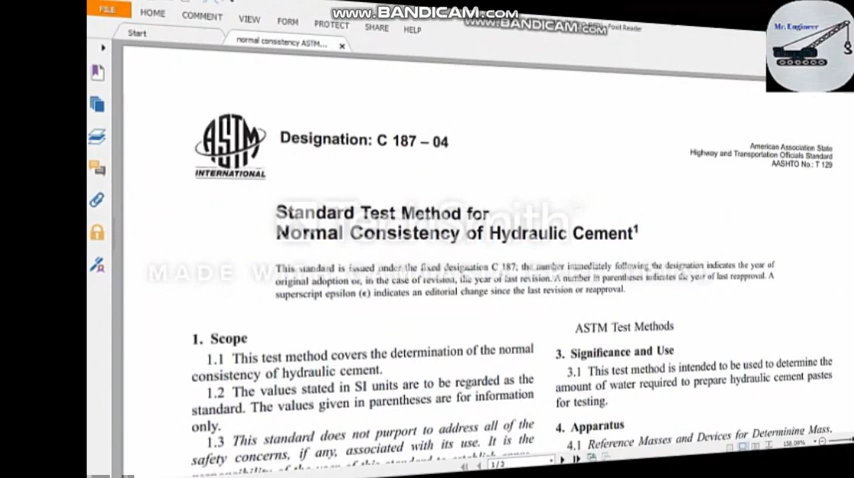 www.BANDICAM.com
www.BANDICAM.com
Foxit Reader
FILE
HOME
COMMENT
VIEW
FORM
PROTECT
SHARE
HELP
Start
normal consistency ASTM...
Mr. Engineer
ASTM
INTERNATIONAL
Designation: C 187 – 04
American Association State
Highway and Transportation Officials Standard
AASHTO No.: T 129
TechSmith
MADE
Standard Test Method for
Normal Consistency of Hydraulic Cement¹
This standard is issued under the fixed designation C 187; the number immediately following the designation indicates the year of
original adoption or, in the case of revision, the year of last revision. A number in parentheses indicates the year of last reapproval. A
superscript epsilon (ϵ) indicates an editorial change since the last revision or reapproval.
1. Scope
1.1 This test method covers the determination of the normal
consistency of hydraulic cement.
1.2 The values stated in SI units are to be regarded as the
standard. The values given in parentheses are for information
only.
1.3 This standard does not purport to address all of the
safety concerns, if any, associated with its use. It is the
ASTM Test Methods
3. Significance and Use
3.1 This test method is intended to be used to determine the
amount of water required to prepare hydraulic cement pastes
for testing.
4. Apparatus
4.1 Reference Masses and Devices for Determining Mass,
1/3
138.09%